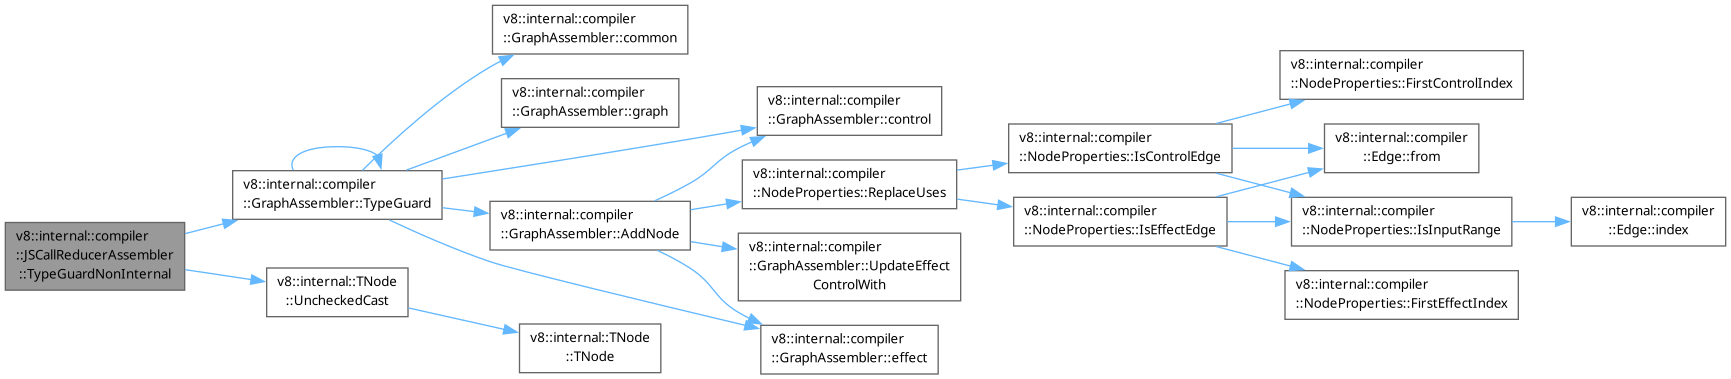 v8::internal::compiler
::JSCallReducerAssembler
::TypeGuardNonInternal
v8::internal::compiler
::GraphAssembler::TypeGuard
v8::internal::TNode
::UncheckedCast
v8::internal::compiler
::GraphAssembler::common
v8::internal::compiler
::GraphAssembler::graph
v8::internal::compiler
::GraphAssembler::AddNode
v8::internal::TNode
::TNode
v8::internal::compiler
::GraphAssembler::control
v8::internal::compiler
::NodeProperties::ReplaceUses
v8::internal::compiler
::GraphAssembler::UpdateEffect
ControlWith
v8::internal::compiler
::GraphAssembler::effect
v8::internal::compiler
::NodeProperties::IsControlEdge
v8::internal::compiler
::NodeProperties::IsEffectEdge
v8::internal::compiler
::NodeProperties::FirstControlIndex
v8::internal::compiler
::Edge::from
v8::internal::compiler
::NodeProperties::IsInputRange
v8::internal::compiler
::NodeProperties::FirstEffectIndex
v8::internal::compiler
::Edge::index